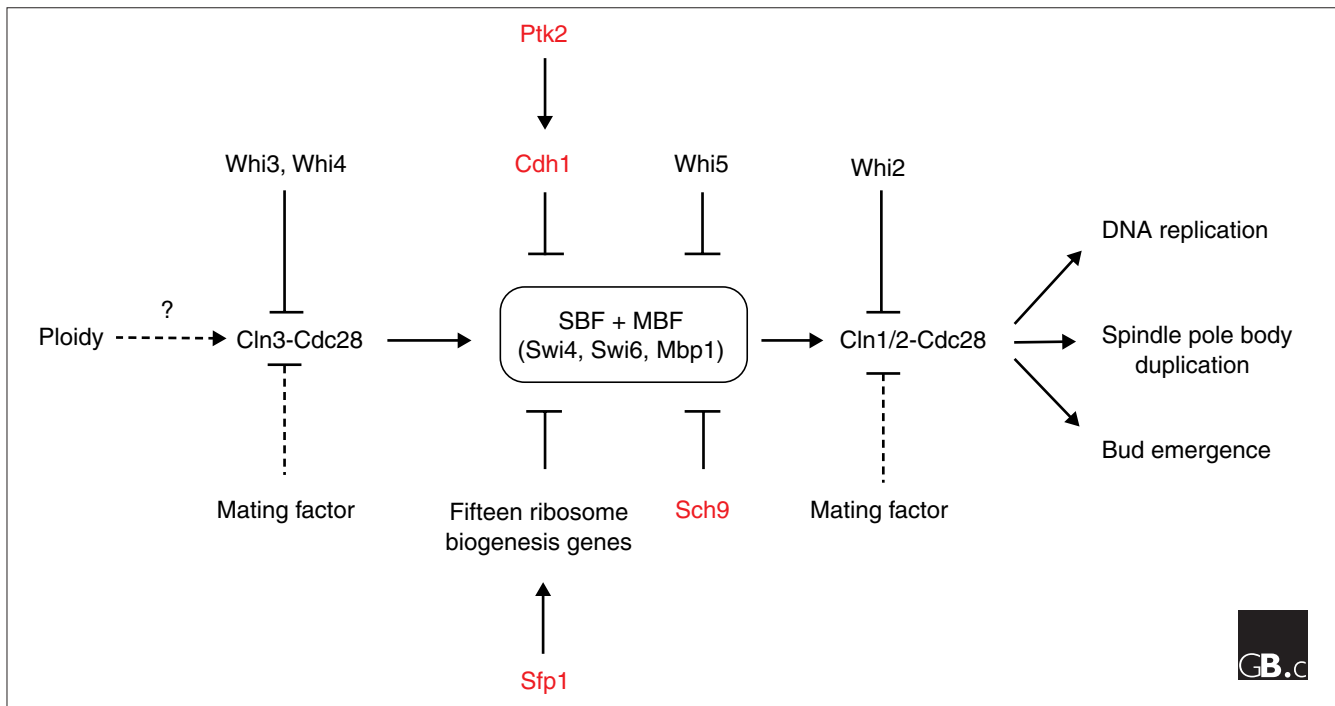 Ptk2
Whi3, Whi4
Cdh1
Whi5
Whi2
DNA replication
?
Ploidy
Cln3-Cdc28
SBF + MBF
(Swi4, Swi6, Mbp1)
Cln1/2-Cdc28
Spindle pole body
duplication
Bud emergence
Mating factor
Fifteen ribosome
biogenesis genes
Sch9
Mating factor
Sfp1
GB.c